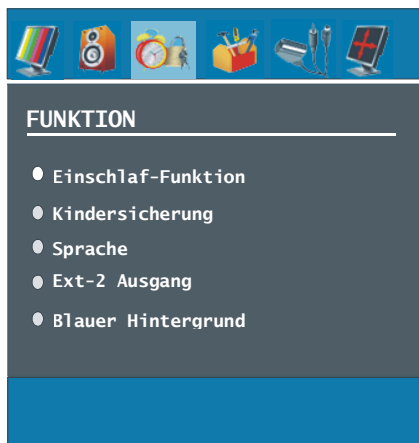 FUNKTION
Einschlaf-Funktion
Kindersicherung
Sprache
Ext-2 Ausgang
Blauer Hintergrund